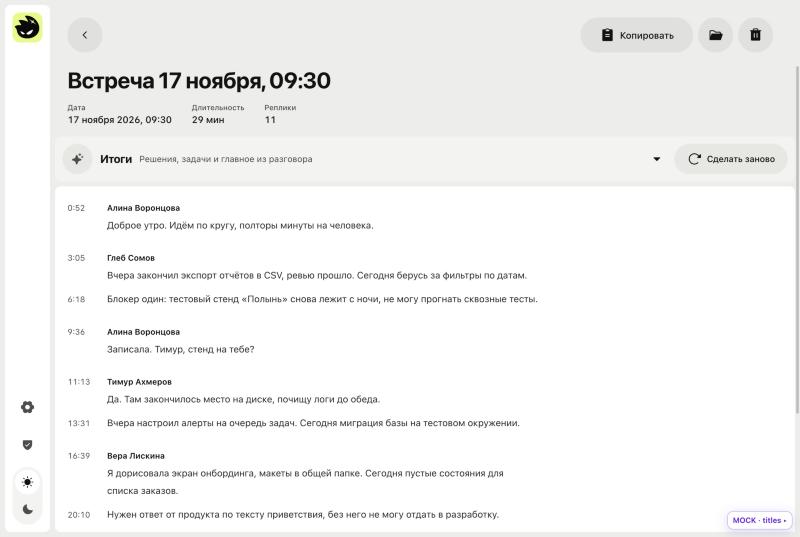 Копировать
Встреча 17 ноября, 09:30
Дата
17 ноября 2026, 09:30
Длительность
29 мин
Реплики
11
Итоги
Решения, задачи и главное из разговора
Сделать заново
0:52
Алина Воронцова
Доброе утро. Идём по кругу, полторы минуты на человека.
3:05
Глеб Сомов
Вчера закончил экспорт отчётов в CSV, ревью прошло. Сегодня берусь за фильтры по датам.
6:18
Блокер один: тестовый стенд «Полынь» снова лежит с ночи, не могу прогнать сквозные тесты.
9:36
Алина Воронцова
Записала. Тимур, стенд на тебе?
11:13
Тимур Ахмеров
Да. Там закончилось место на диске, почищу логи до обеда.
13:31
Вчера настроил алерты на очередь задач. Сегодня миграция базы на тестовом окружении.
16:39
Вера Лискина
Я дорисовала экран онбординга, макеты в общей папке. Сегодня пустые состояния для
списка заказов.
20:10
Нужен ответ от продукта по тексту приветствия, без него не могу отдать в разработку.
МОСК · titles